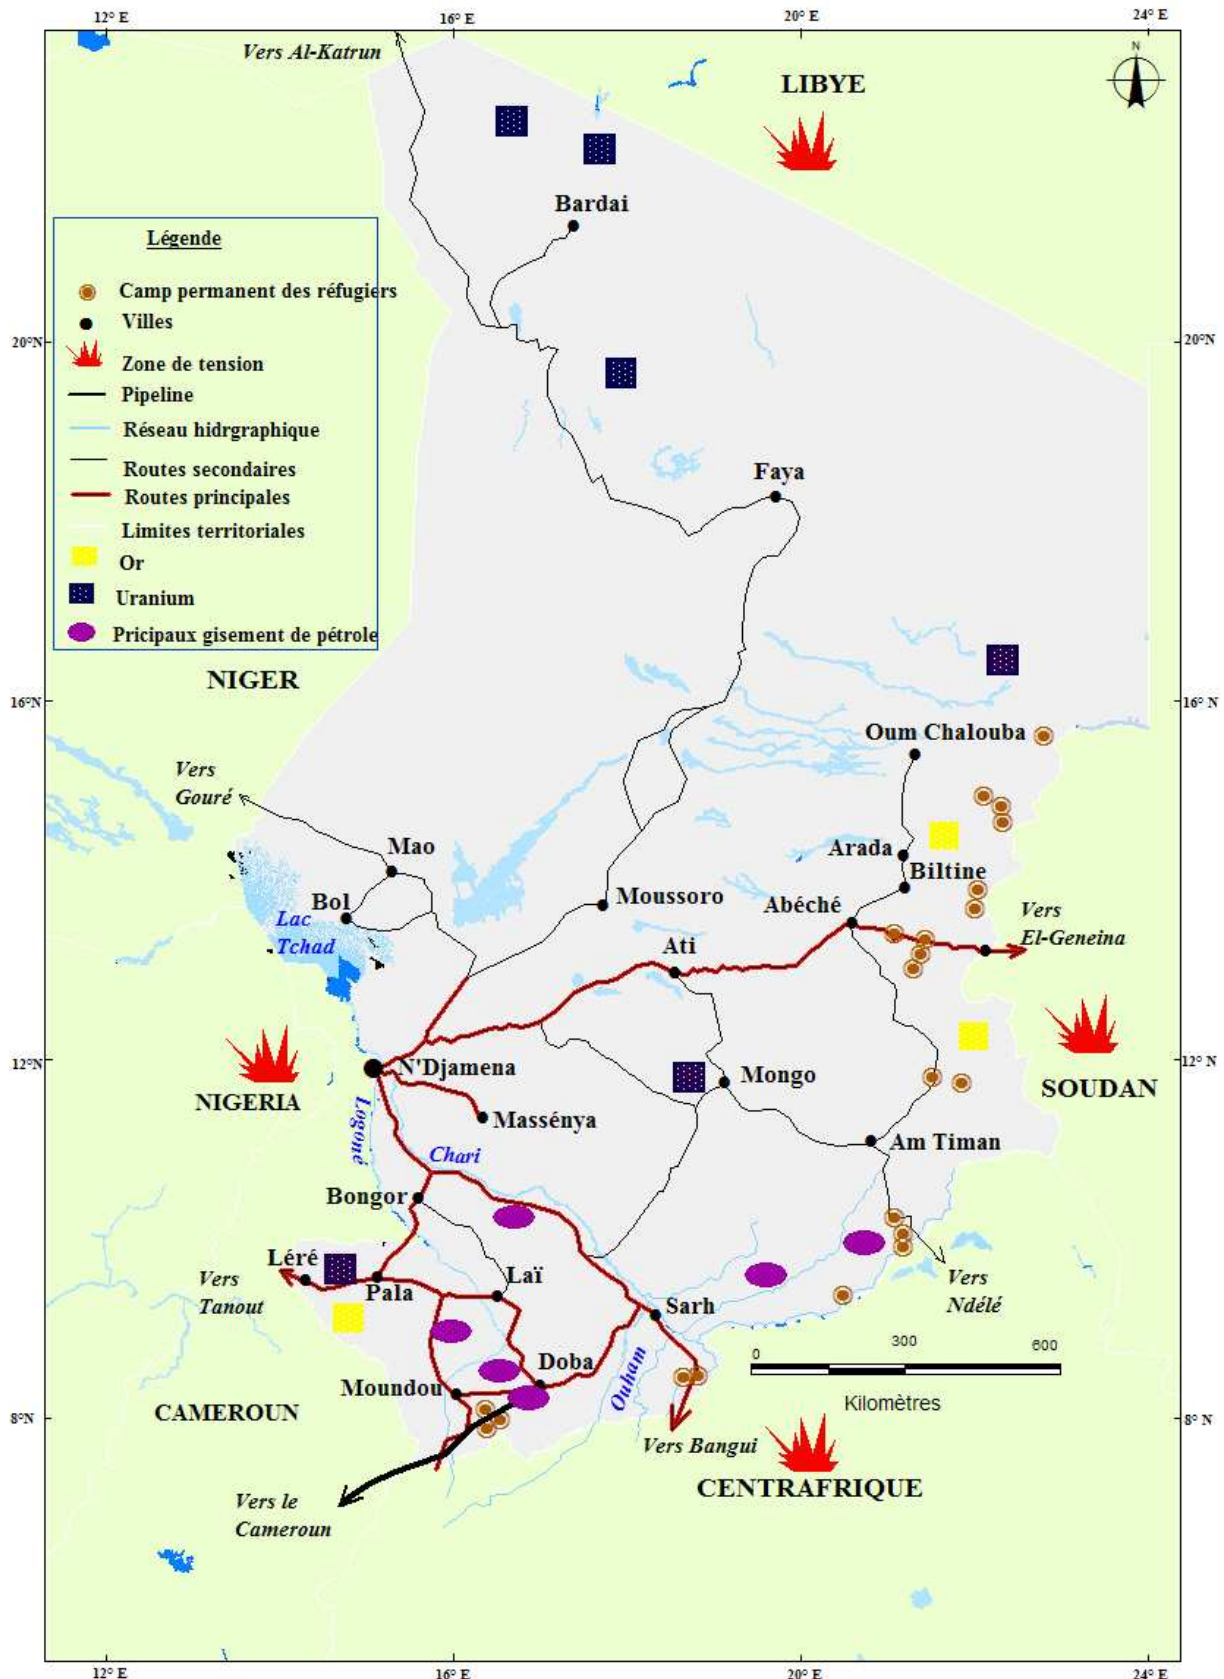 12° E
16° E
20° E
24° E
Vers Al-Katrun
N
LIBYE
Bardai
Légende
Camp permanent des réfugiers
Villes
Zone de tension
Pipeline
Réseau hidrgraphique
Routes secondaires
Routes principales
Limites territoriales
Or
Uranium
Pricipaux gisement de pétrole
20°N
20°N
Faya
NIGER
16°N
16° N
Oum Chalouba
Vers
Gouré
Mao
Arada
Biltine
Bol
Moussoro
Abéché
Lac
Tchad
Vers
El-Geneina
Ati
12°N
12° N
N'Djamena
Mongo
SOUDAN
NIGERIA
Massénya
Logoné
Chari
Am Timan
Bongor
Léré
Vers
Tanout
Pala
Laï
Vers
Ndélé
Sarh
0
300
600
Kilomètres
Doba
Moundou
Ouham
CAMEROUN
8°N
8° N
Vers Bangui
CENTRAFRIQUE
Vers le
Cameroun
12° E
16° E
20° E
24° E